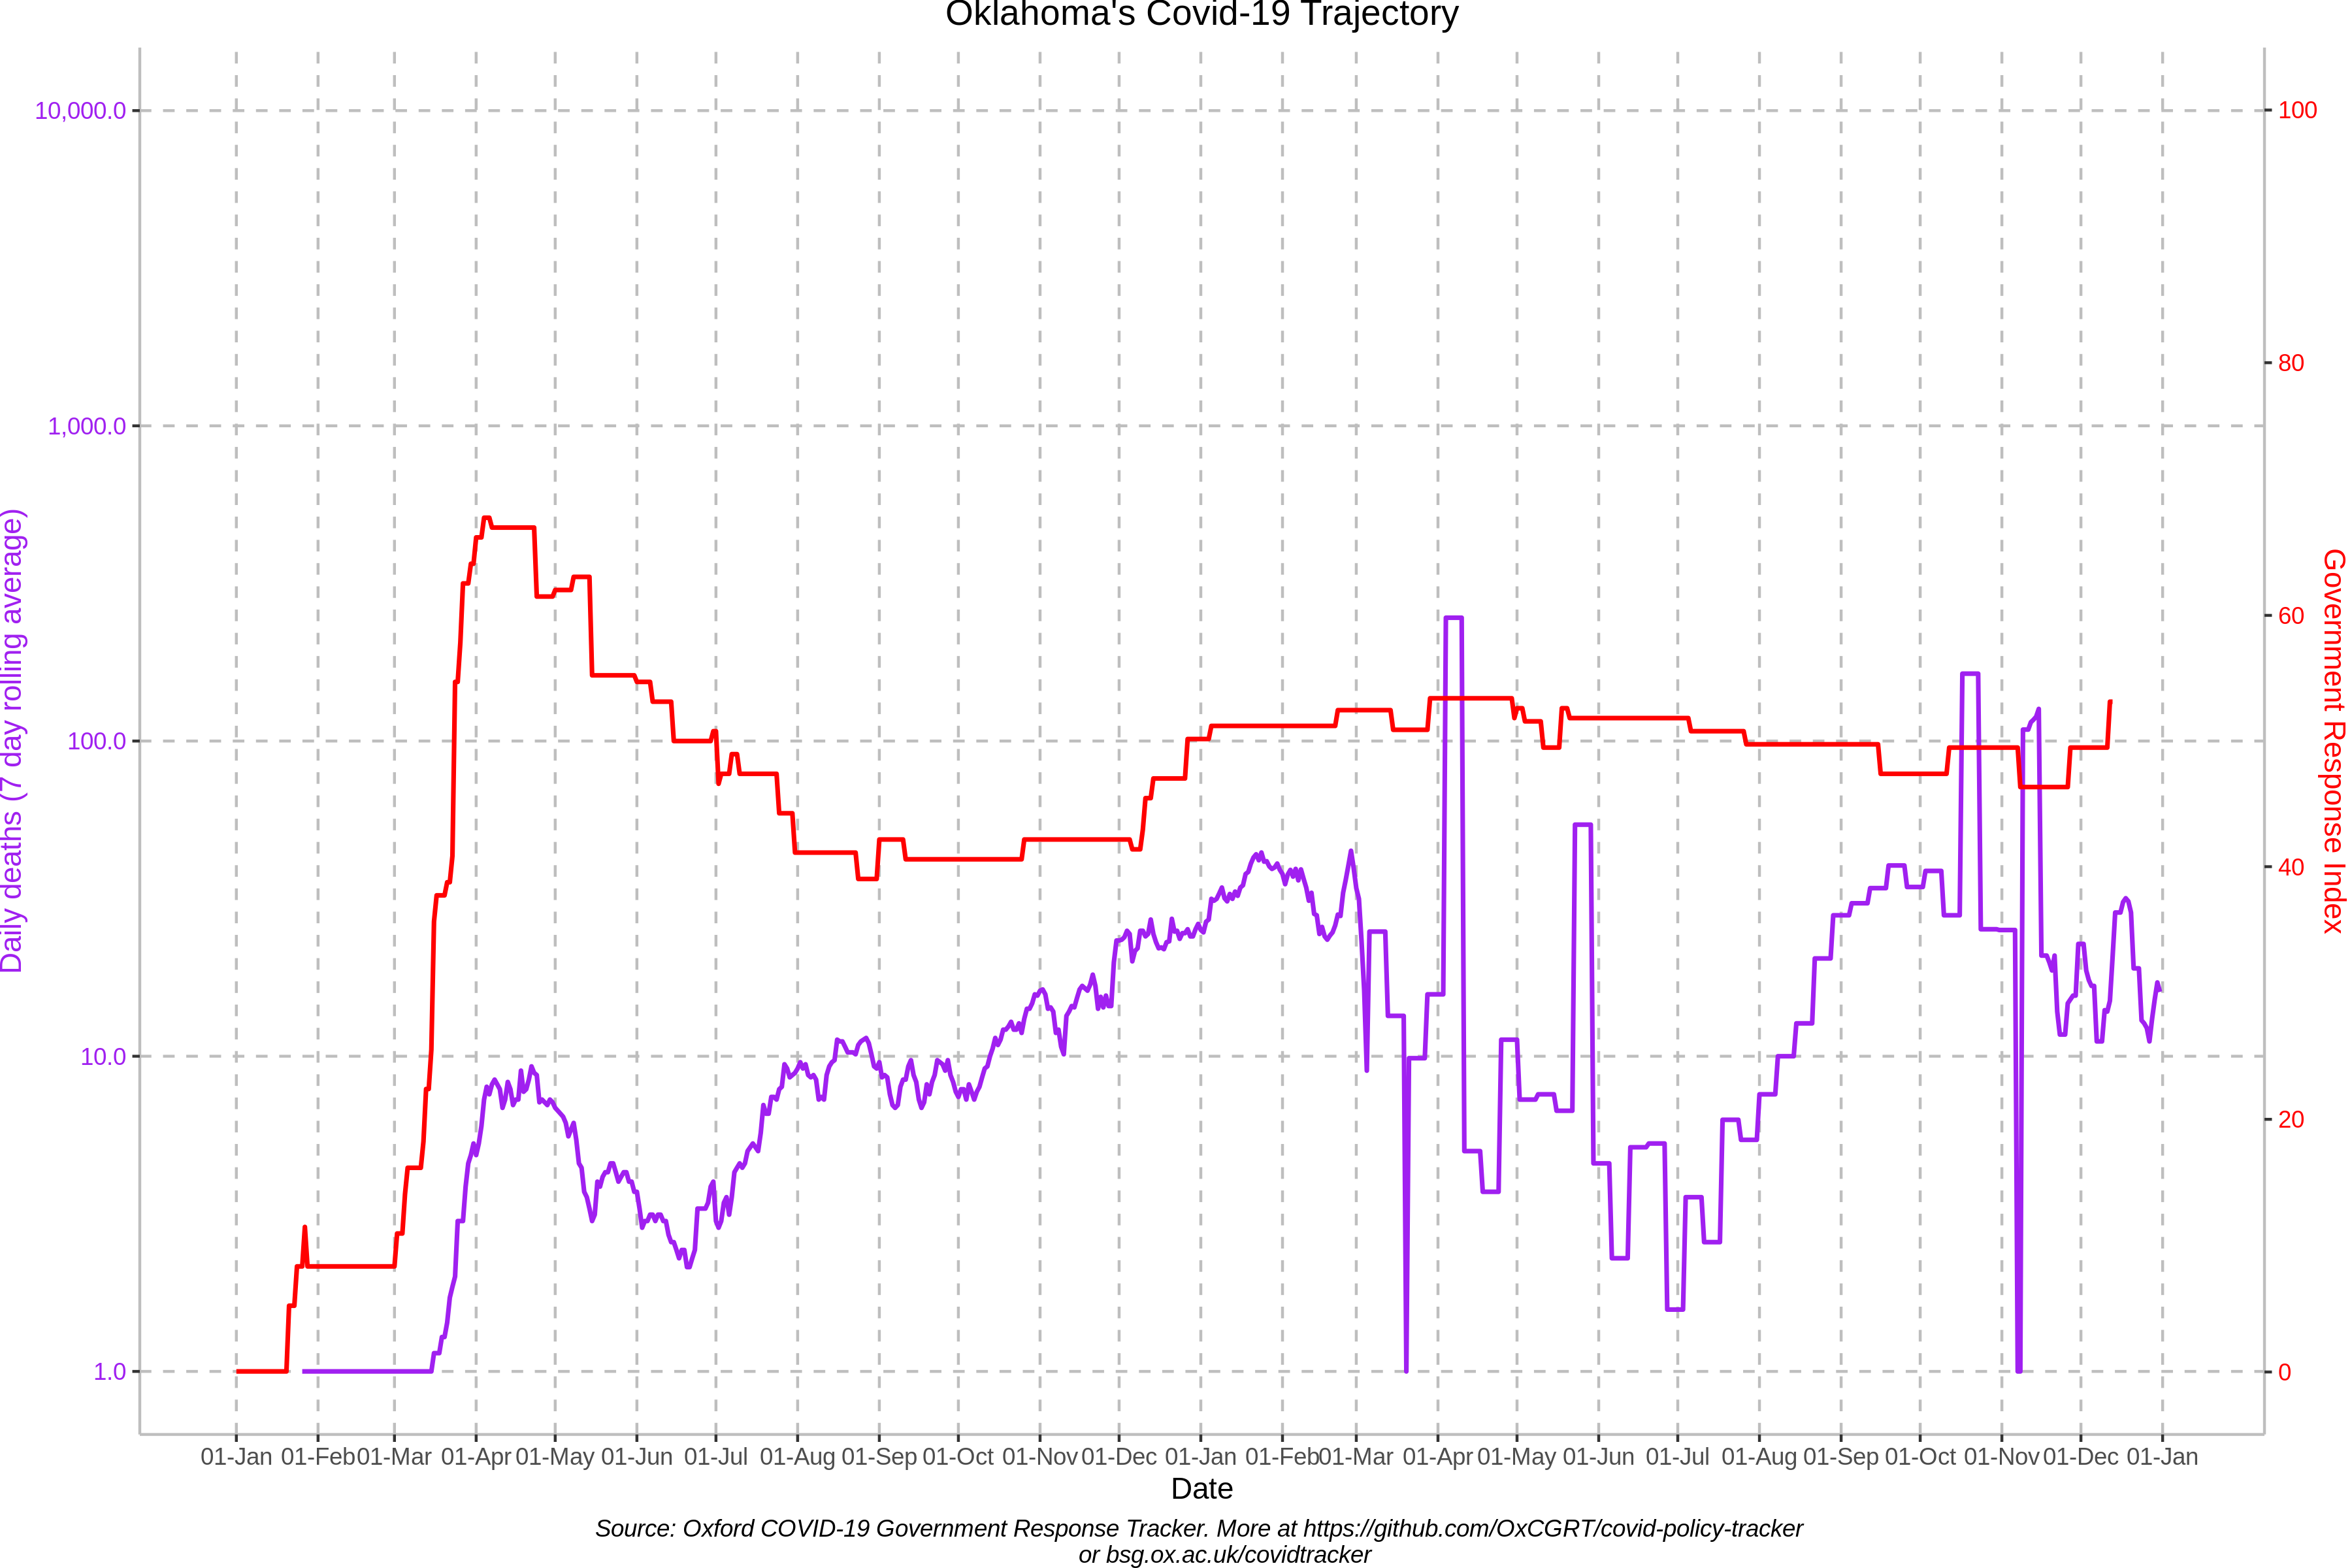 Oklahoma's Covid-19 Trajectory
10,000.0
1,000.0
100.0
10.0
1.0
Daily deaths (7 day rolling average)
100
80
60
40
20
0
Government Response Index
01-Jan 01-Feb 01-Mar 01-Apr 01-May 01-Jun 01-Jul 01-Aug 01-Sep 01-Oct 01-Nov 01-Dec 01-Jan 01-Feb 01-Mar 01-Apr 01-May 01-Jun 01-Jul 01-Aug 01-Sep 01-Oct 01-Nov 01-Dec 01-Jan
Date
Source: Oxford COVID-19 Government Response Tracker. More at https://github.com/OxCGRT/covid-policy-tracker
or bsg.ox.ac.uk/covidtracker